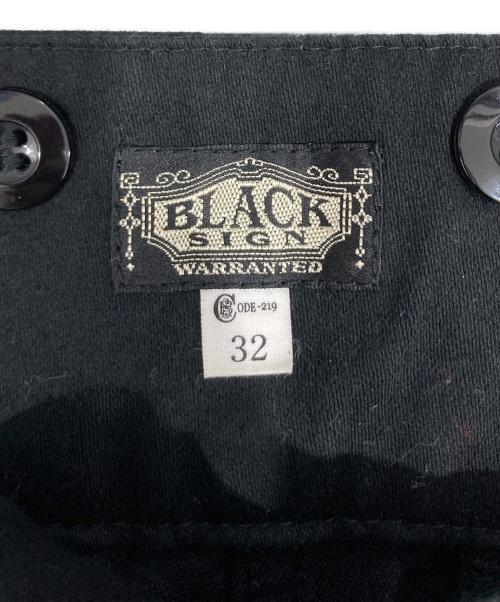 BLACK
SIGN
WARRANTED
CODE-219
32